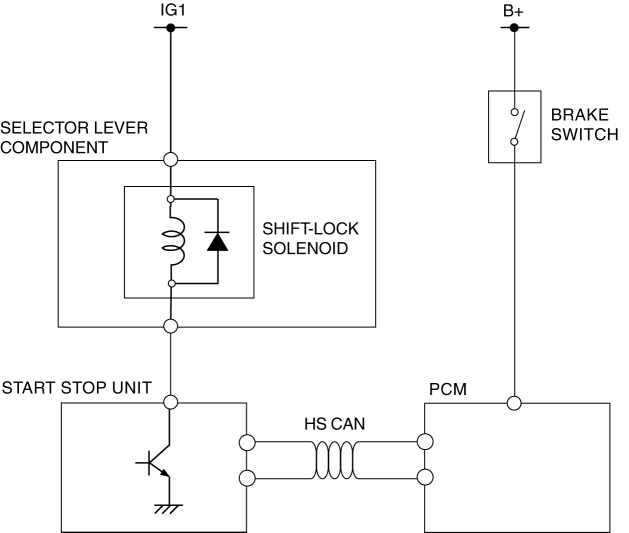 IG1
B+
BRAKE
SWITCH
SELECTOR LEVER
COMPONENT
SHIFT-LOCK
SOLENOID
START STOP UNIT
PCM
HS CAN